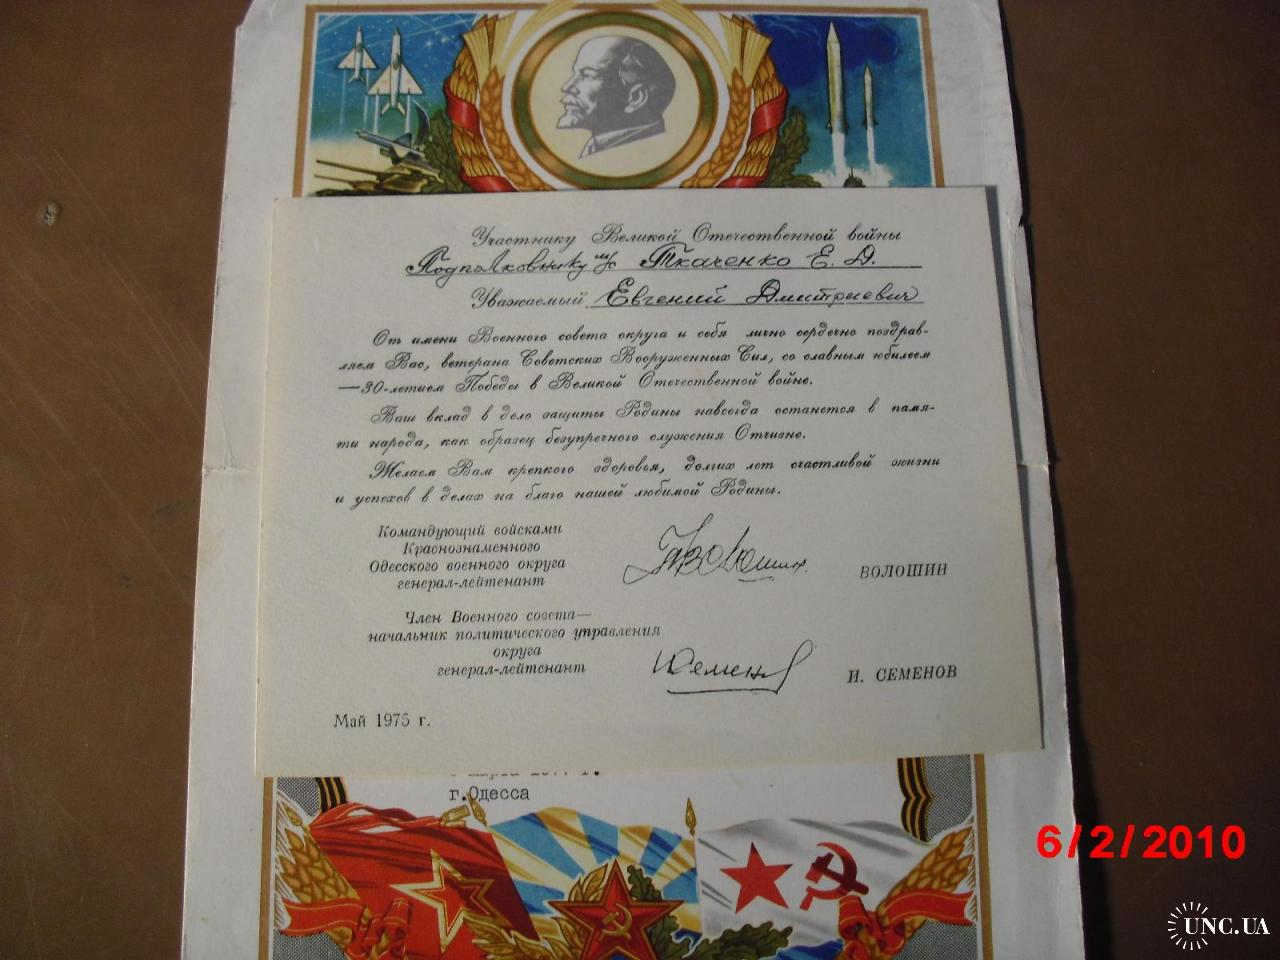 Участнику Великой Отечественной войны
Подполковнику Ткаченко Е. Д.
Уважаемый Евгений Дмитриевич
От имени Военного совета округа и себя лично сердечно поздрав-
ляем Вас, ветерана Советских Вооруженных Сил, со славным юбилеем
—30-летием Победы в Великой Отечественной войне.
Ваш вклад в дело защиты Родины навсегда останется в памя-
ти народа, как образец безупречного служения Отчизне.
Желаем Вам крепкого здоровья, долгих лет счастливой жизни
и успехов в делах на благо нашей любимой Родины.
Командующий войсками
Краснознаменного
Одесского военного округа
генерал-лейтенант
ВОЛОШИН
Член Военного совета—
начальник политического управления
округа
генерал-лейтенант
И. СЕМЕНОВ
Май 1975 г.
г.Одесса
6/2/2010
UNC.UA